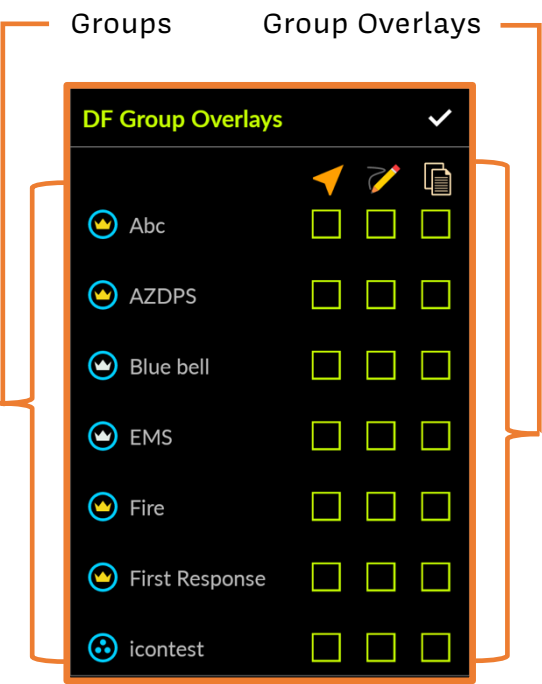 Groups Group Overlays
DF Group Overlays
Abc
AZDPS
Blue bell
EMS
Fire
First Response
icontest